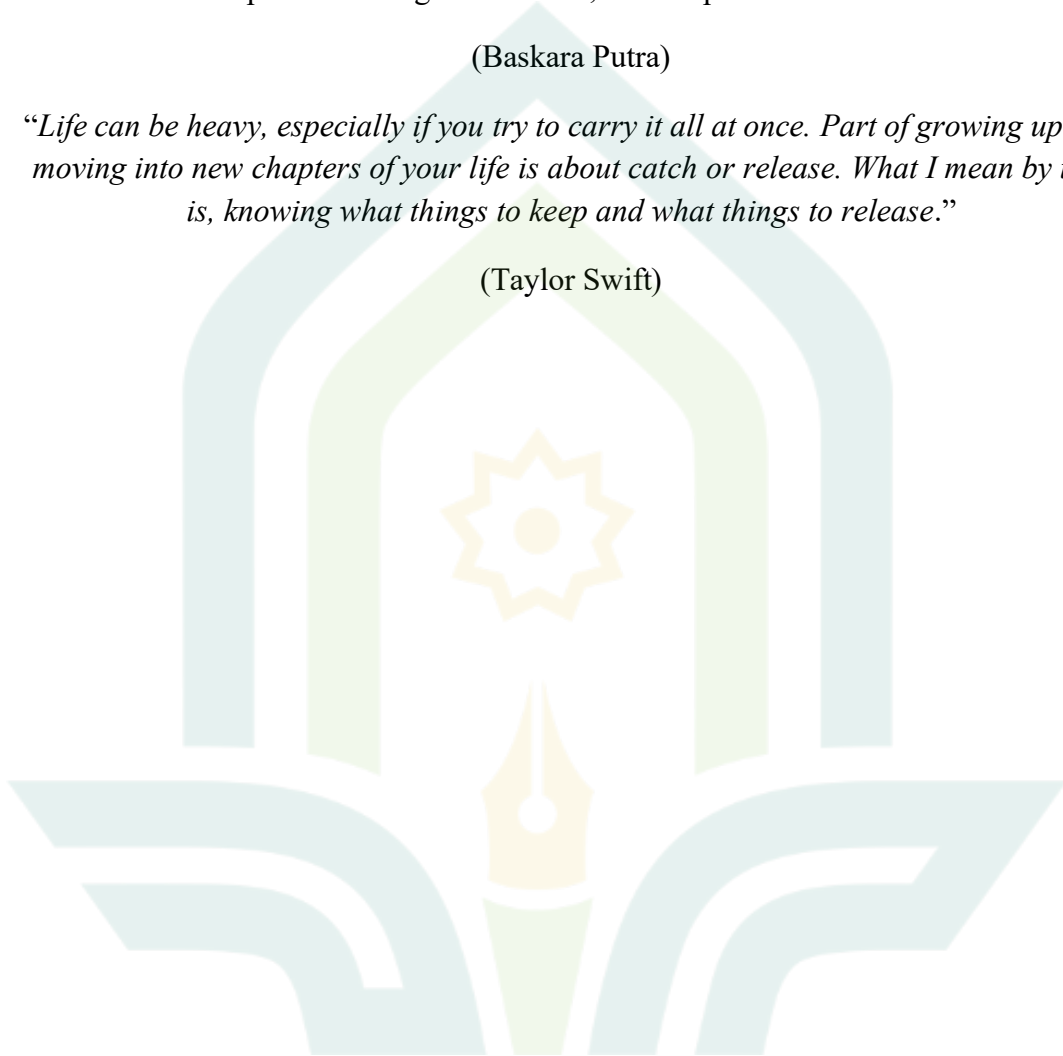 (Baskara Putra)
“Life can be heavy, especially if you try to carry it all at once. Part of growing up
moving into new chapters of your life is about catch or release. What I mean by
is, knowing what things to keep and what things to release.”
(Taylor Swift)